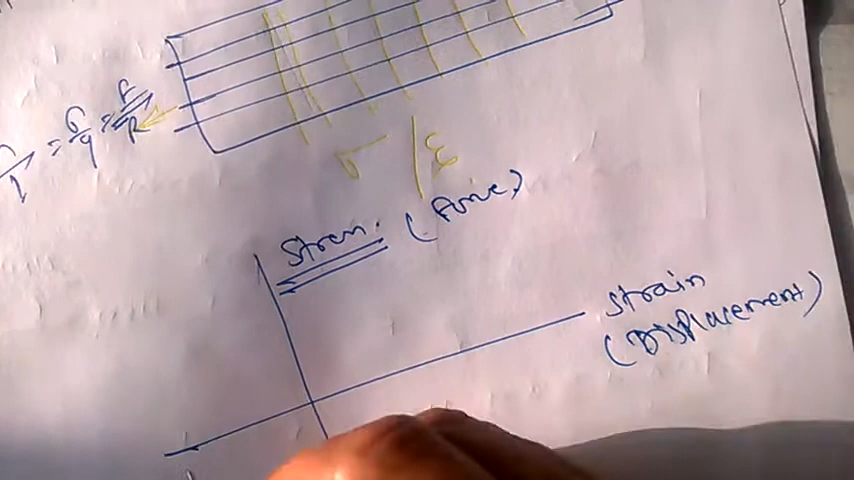 σ | ε
Stress. (Force)
Strain
(Displacement)